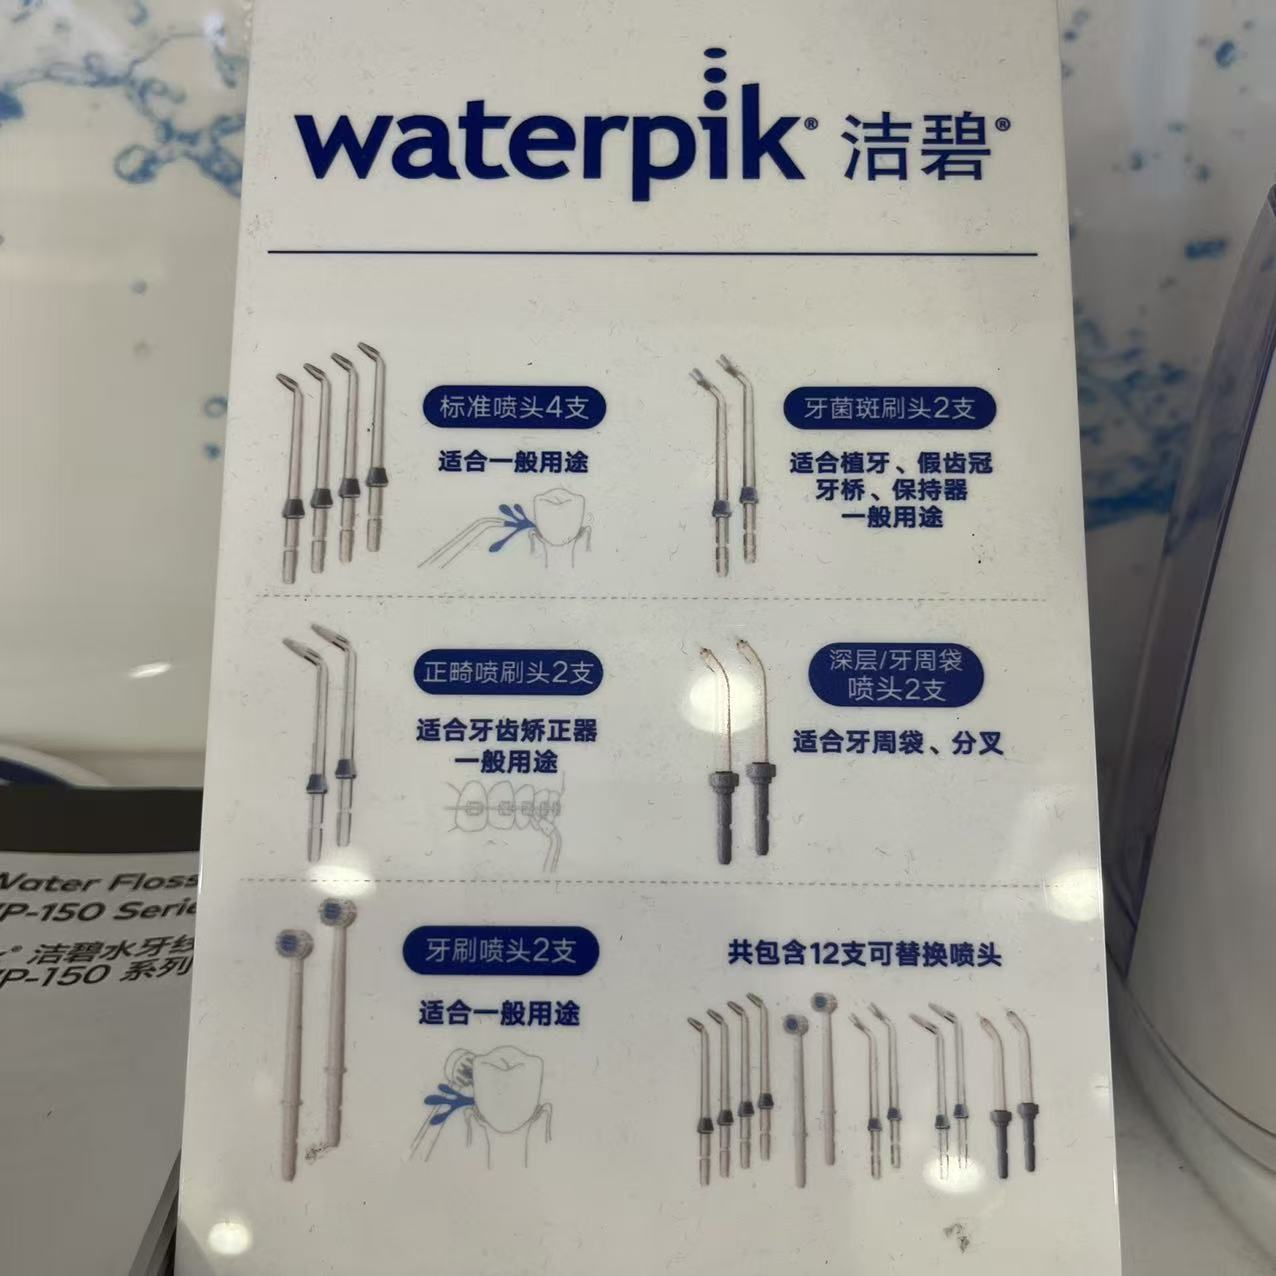 waterpik® 洁碧®
标准喷头4支
适合一般用途
牙菌斑刷头2支
适合植牙、假齿冠
牙桥、保持器
一般用途
正畸喷刷头2支
适合牙齿矫正器
一般用途
深层/牙周袋
喷头2支
适合牙周袋、分叉
牙刷喷头2支
适合一般用途
共包含12支可替换喷头
Water Floss
P-150 Serie
洁碧水牙线
P-150 系列